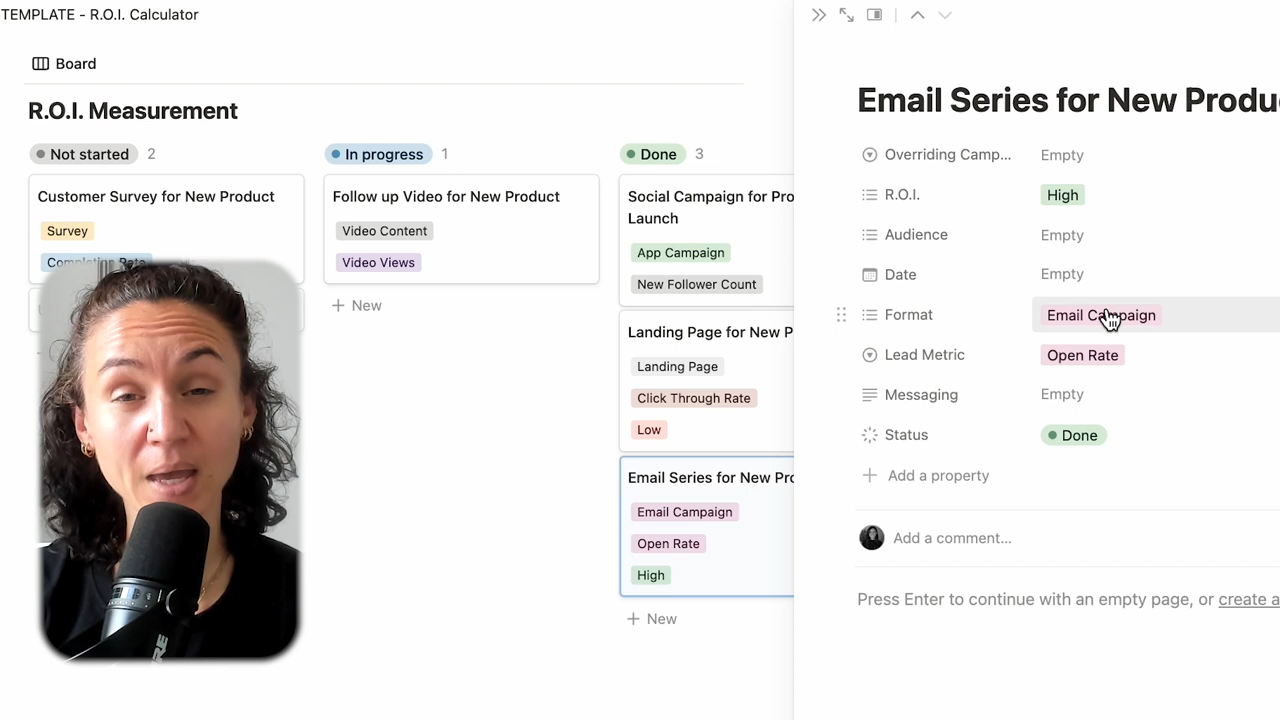 TEMPLATE - R.O.I. Calculator
Board
R.O.I. Measurement
Not started 2
Customer Survey for New Product
Survey
Completion Rate
In progress 1
Follow up Video for New Product
Video Content
Video Views
+ New
Done 3
Social Campaign for Pro
Launch
App Campaign
New Follower Count
Landing Page for New P
Landing Page
Click Through Rate
Low
Email Series for New Pro
Email Campaign
Open Rate
High
+ New
Email Series for New Produ
Overriding Camp... Empty
R.O.I. High
Audience Empty
Date Empty
Format Email Campaign
Lead Metric Open Rate
Messaging Empty
Status Done
+ Add a property
Add a comment...
Press Enter to continue with an empty page, or create a